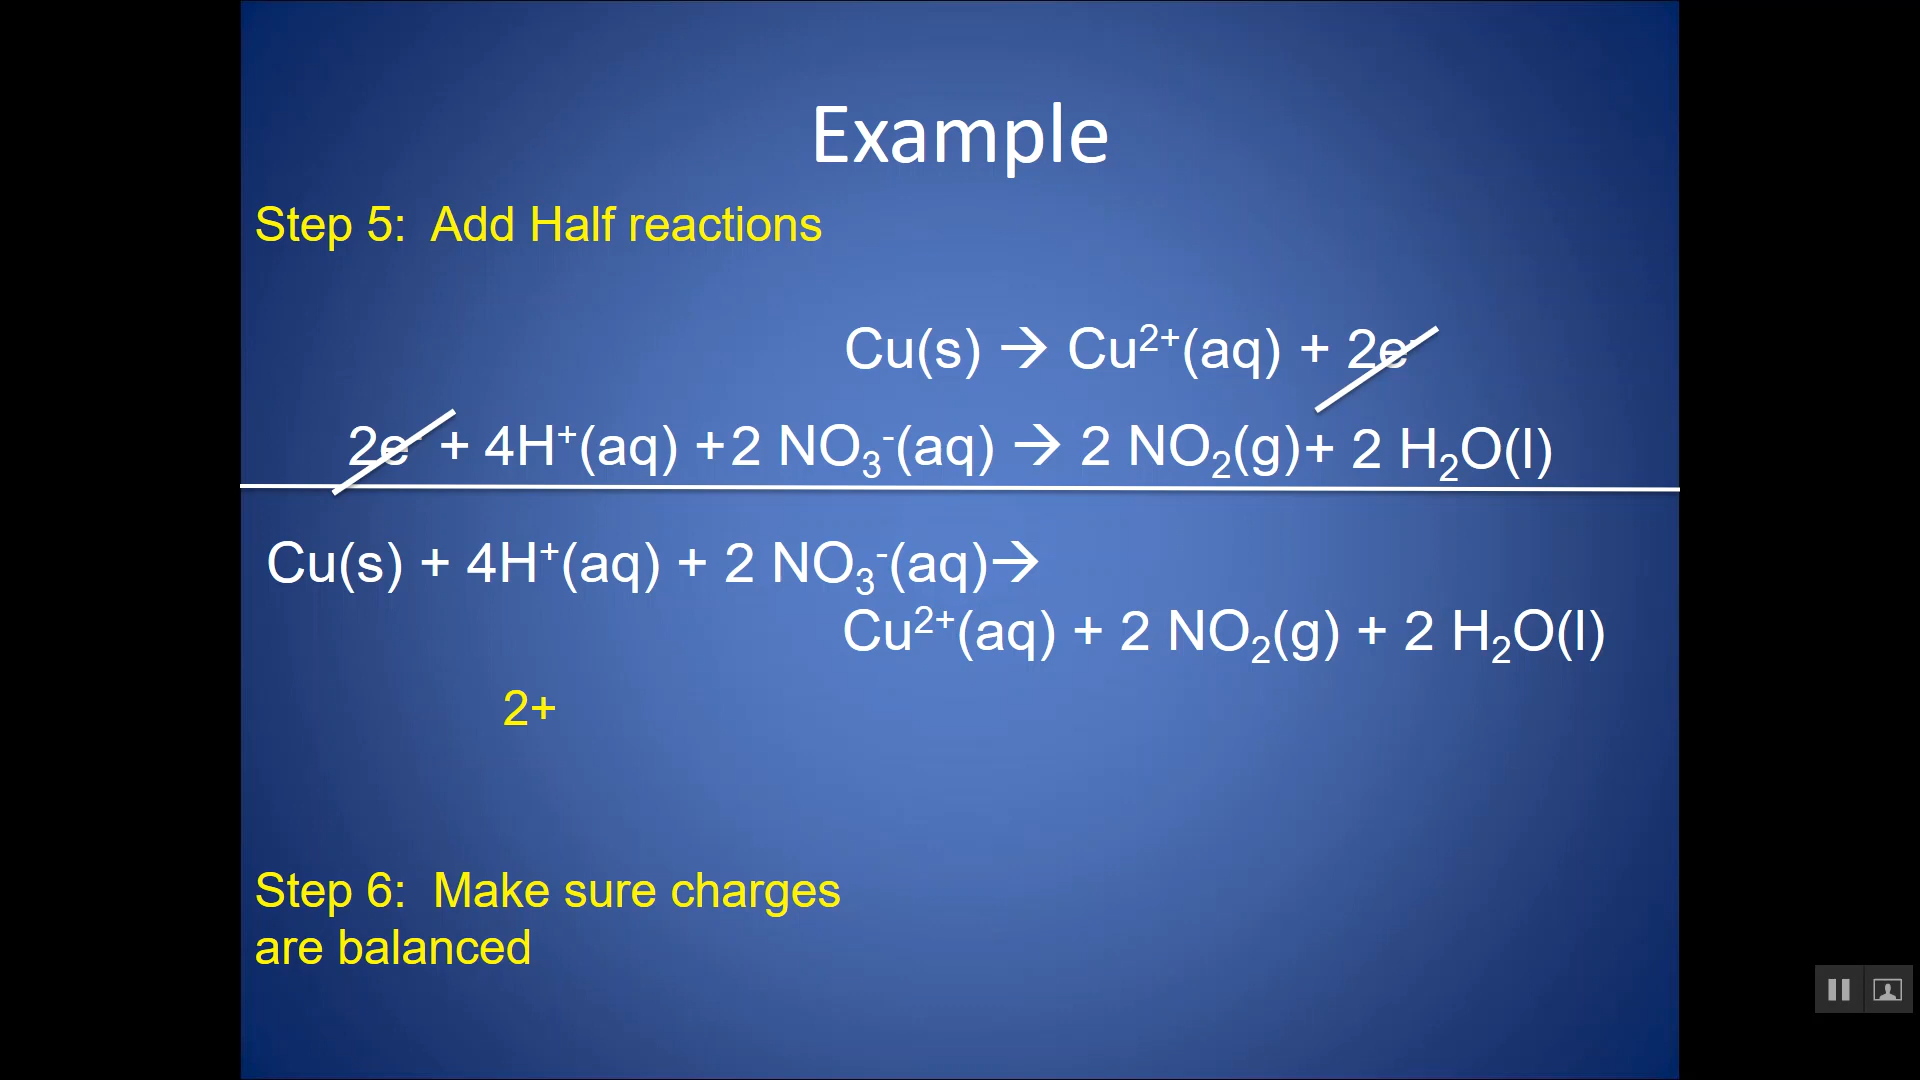 Example
Step 5: Add Half reactions
Cu(s) → Cu²⁺(aq) + 2e⁻
2e⁻ + 4H⁺(aq) +2 NO₃⁻(aq) → 2 NO₂(g)+ 2 H₂O(l)
Cu(s) + 4H⁺(aq) + 2 NO₃⁻(aq)→
Cu²⁺(aq) + 2 NO₂(g) + 2 H₂O(l)
2+
Step 6: Make sure charges
are balanced